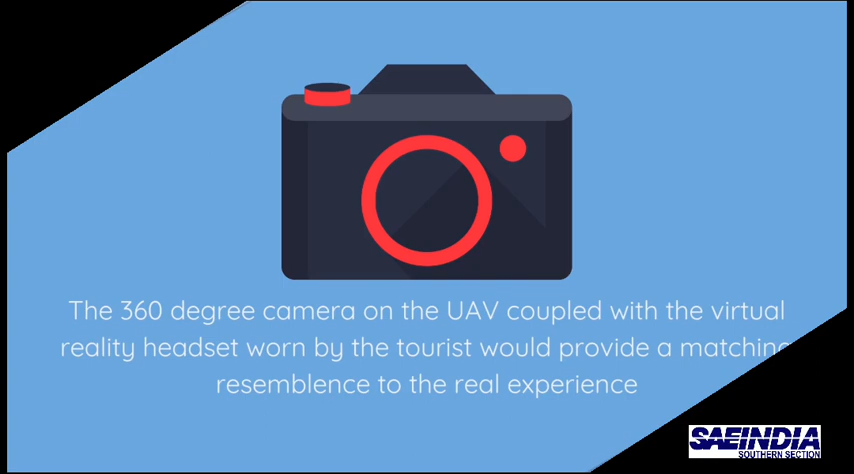 The 360 degree camera on the UAV coupled with the virtual
reality headset worn by the tourist would provide a matching
resemblence to the real experience
SAEINDIA
SOUTHERN SECTION